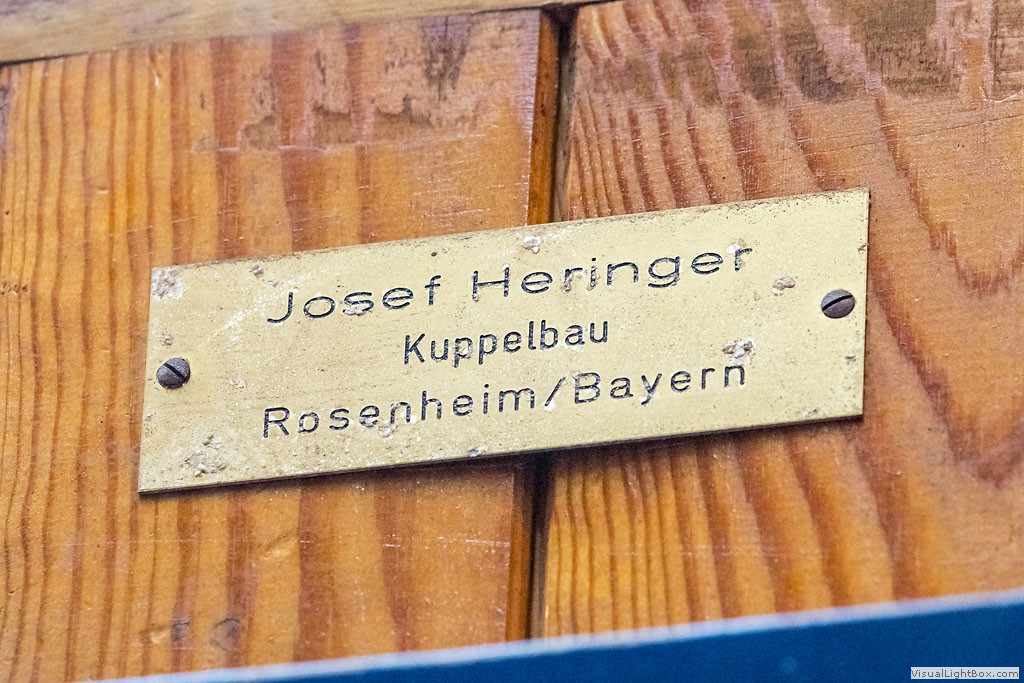 Josef Heringer
Kuppelbau
Rosenheim/Bayern
VisualLightBox.com